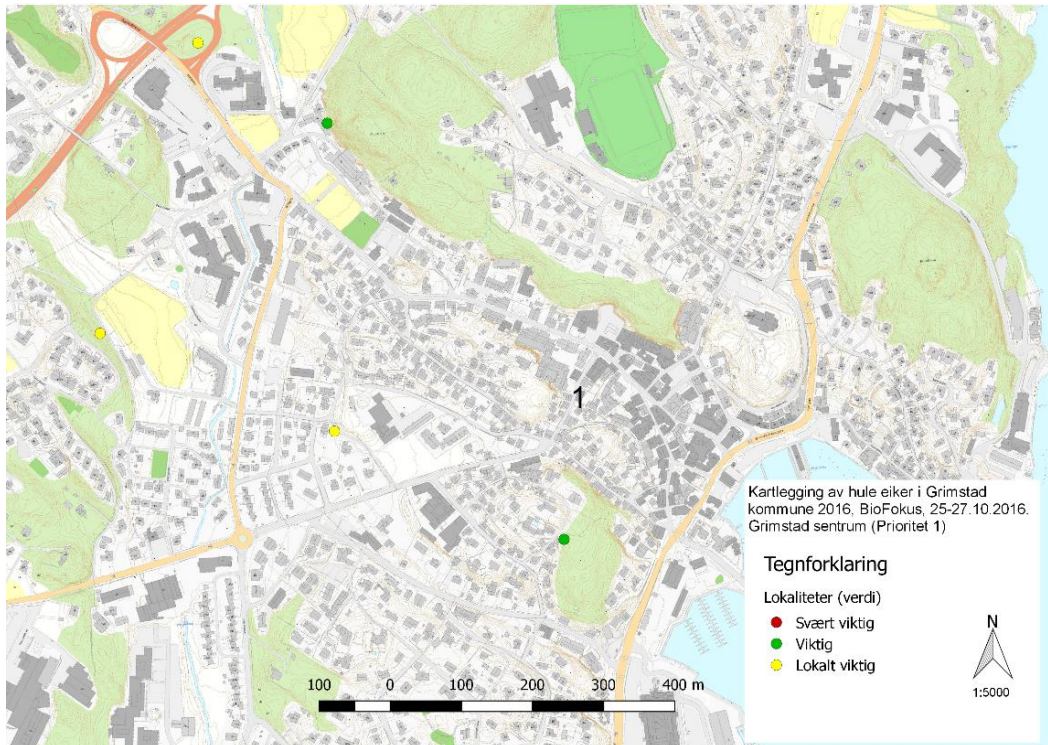 1
Kartlegging av hule eiker i Grimstad
kommune 2016, BioFokus, 25-27.10.2016.
Grimstad sentrum (Prioritet 1)
Tegnforklaring
Lokaliteter (verdi)
Svært viktig
Viktig
Lokalt viktig
N
1:5000
100 0 100 200 300 400 m